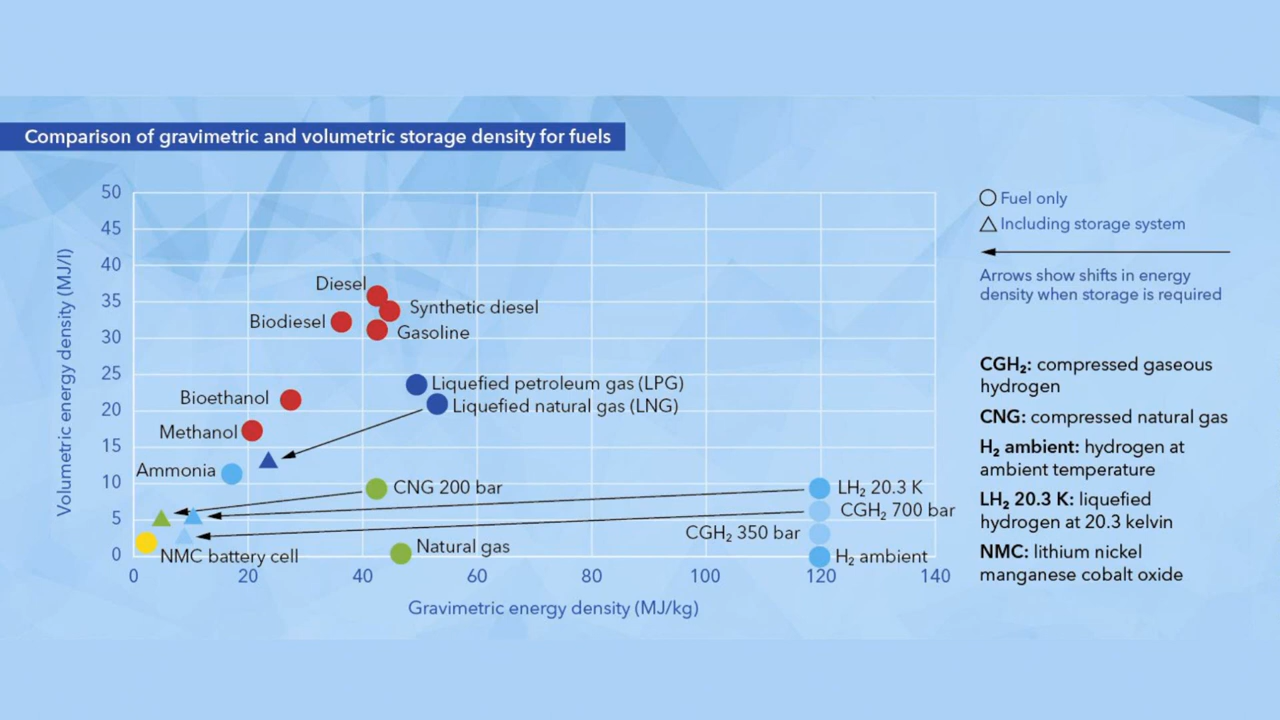 Comparison of gravimetric and volumetric storage density for fuels
50
45
40
35
30
25
20
15
10
5
0
Volumetric energy density (MJ/l)
Diesel
Synthetic diesel
Biodiesel
Gasoline
Liquefied petroleum gas (LPG)
Bioethanol
Liquefied natural gas (LNG)
Methanol
Ammonia
CNG 200 bar
LH₂ 20.3 K
CGH₂ 700 bar
CGH₂ 350 bar
NMC battery cell
Natural gas
H₂ ambient
0 20 40 60 80 100 120 140
Gravimetric energy density (MJ/kg)
Fuel only
Including storage system
Arrows show shifts in energy
density when storage is required
CGH₂: compressed gaseous
hydrogen
CNG: compressed natural gas
H₂ ambient: hydrogen at
ambient temperature
LH₂ 20.3 K: liquefied
hydrogen at 20.3 kelvin
NMC: lithium nickel
manganese cobalt oxide